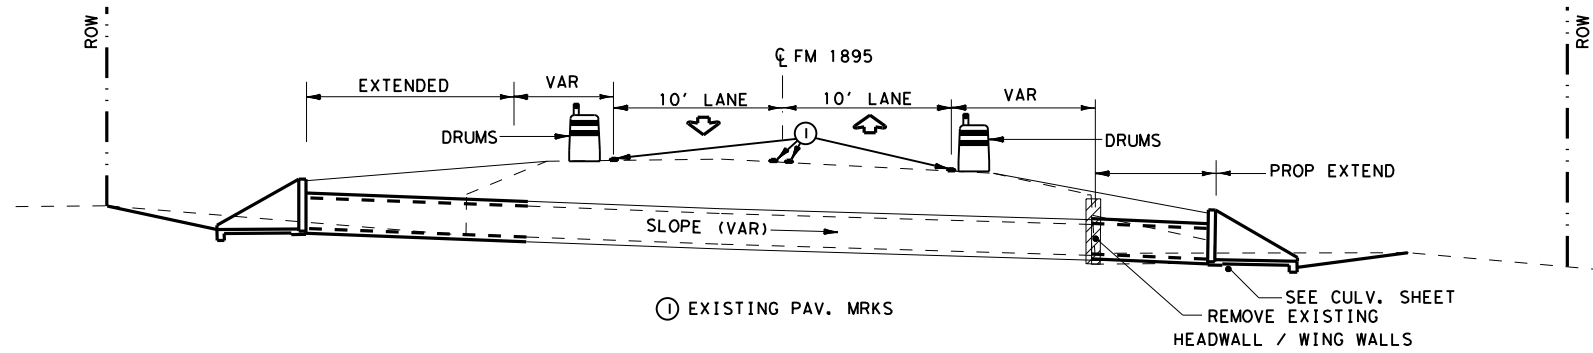 ROW
ROW
℄ FM 1895
EXTENDED
VAR
10' LANE
10' LANE
VAR
DRUMS
1
DRUMS
PROP EXTEND
SLOPE (VAR)
1 EXISTING PAV. MRKS
SEE CULV. SHEET
REMOVE EXISTING
HEADWALL / WING WALLS